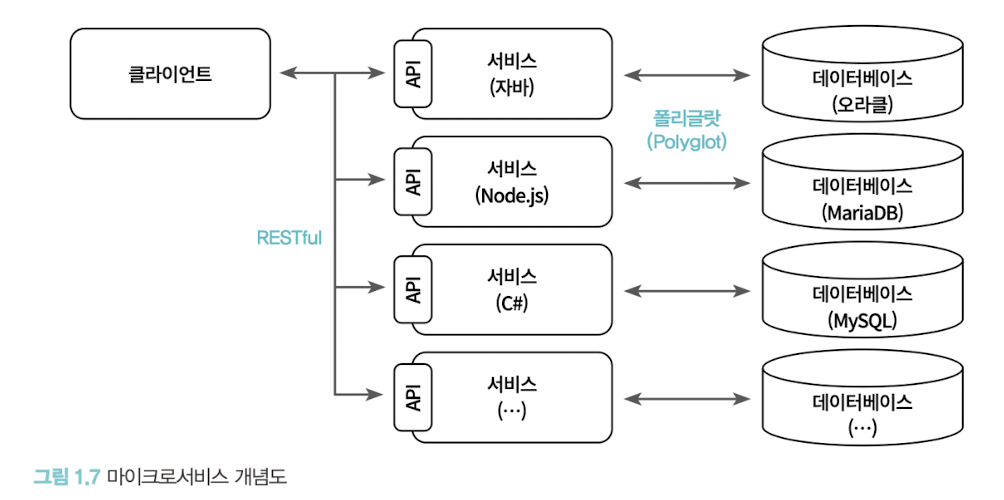 클라이언트
API
서비스
(자바)
데이터베이스
(오라클)
폴리글랏
(Polyglot)
API
서비스
(Node.js)
데이터베이스
(MariaDB)
RESTful
API
서비스
(C#)
데이터베이스
(MySQL)
API
서비스
(…)
데이터베이스
(…)
그림 1.7 마이크로서비스 개념도